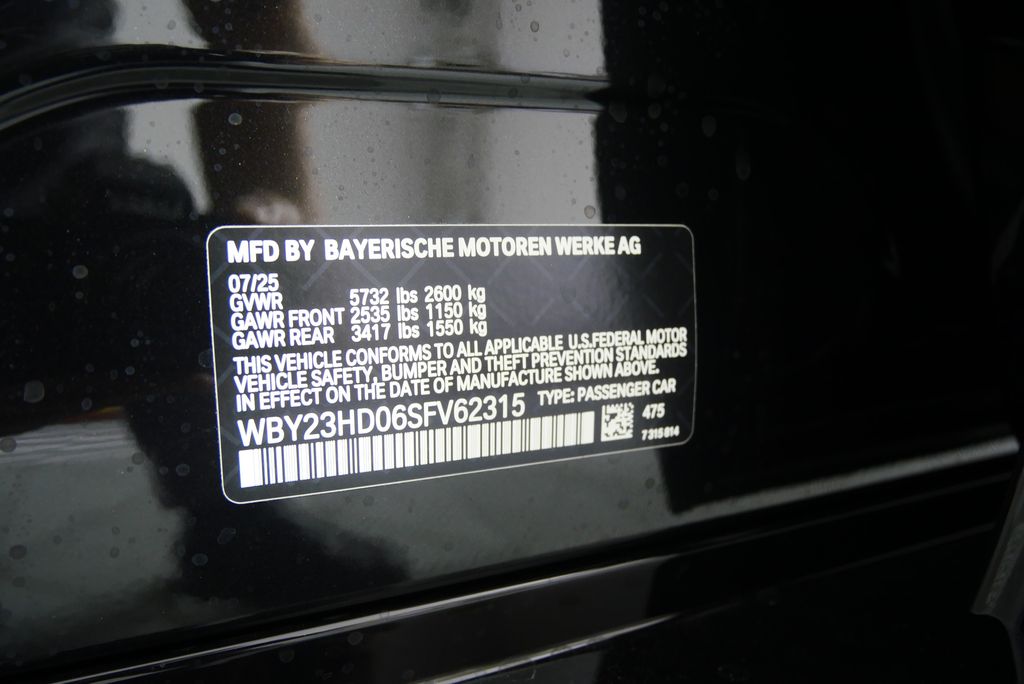 MFD BY BAYERISCHE MOTOREN WERKE AG
07/25
GVWR 5732 lbs 2600 kg
GAWR FRONT 2535 lbs 1150 kg
GAWR REAR 3417 lbs 1550 kg
THIS VEHICLE CONFORMS TO ALL APPLICABLE U.S.FEDERAL MOTOR
VEHICLE SAFETY, BUMPER AND THEFT PREVENTION STANDARDS
IN EFFECT ON THE DATE OF MANUFACTURE SHOWN ABOVE.
WBY23HD06SFV62315 TYPE: PASSENGER CAR
475
7315814